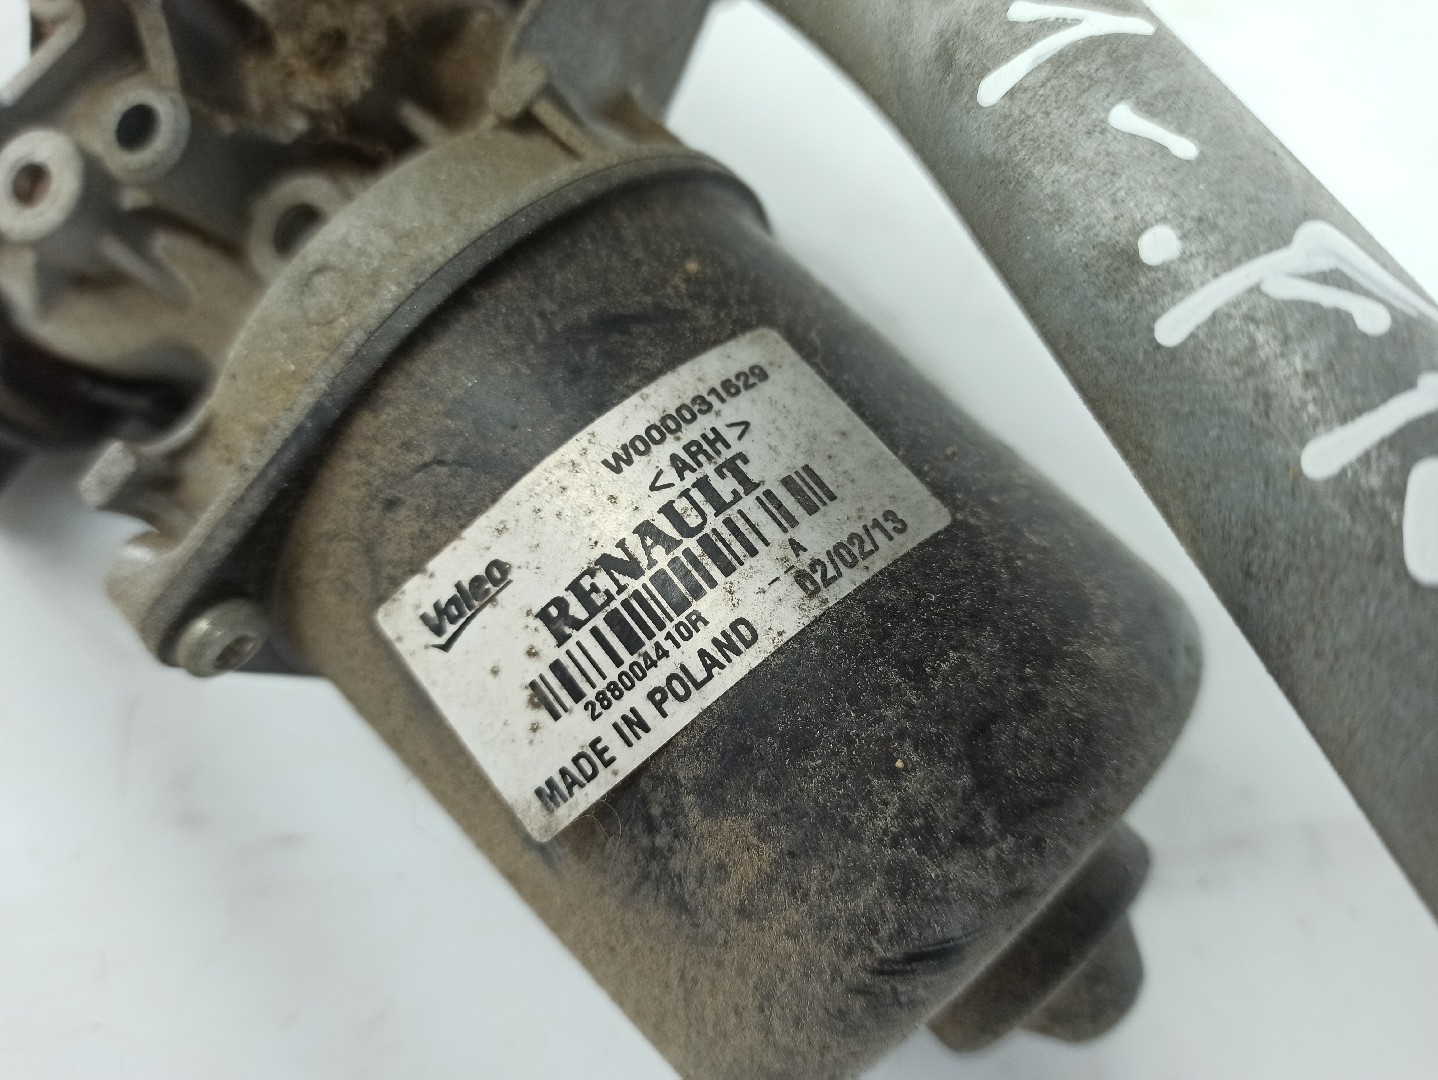 W000031629
<ARH>
Valeo
RENAULT
288004410R
--A
MADE IN POLAND
02/02/13